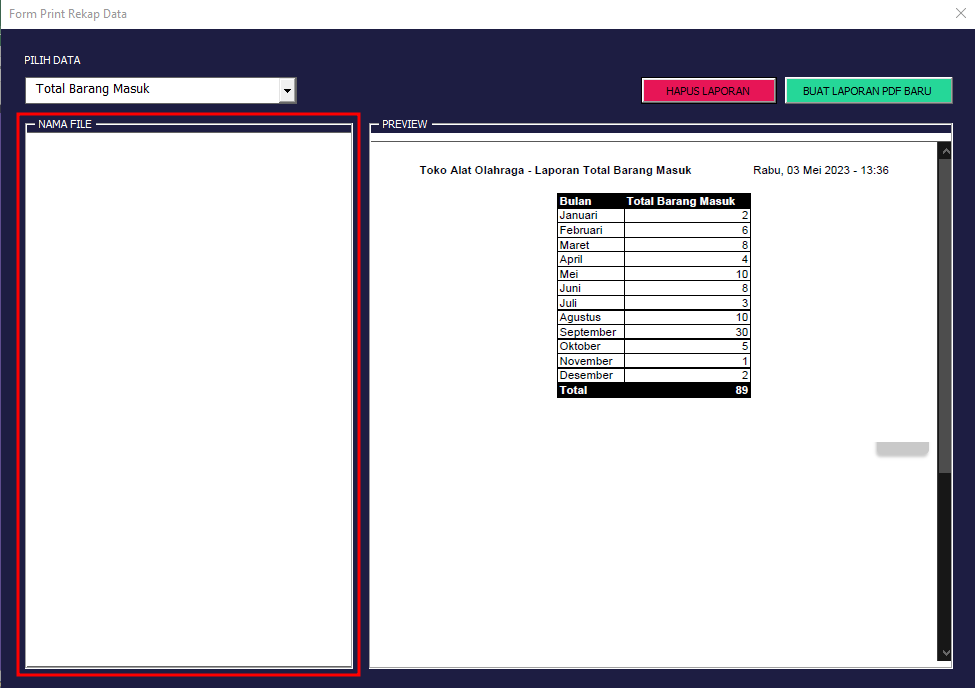 Form Print Rekap Data
PILIH DATA
Total Barang Masuk
HAPUS LAPORAN
BUAT LAPORAN PDF BARU
NAMA FILE
PREVIEW
Toko Alat Olahraga - Laporan Total Barang Masuk
Rabu, 03 Mei 2023 - 13:36
Bulan Total Barang Masuk
Januari 2
Februari 6
Maret 8
April 4
Mei 10
Juni 8
Juli 3
Agustus 10
September 30
Oktober 5
November 1
Desember 2
Total 89